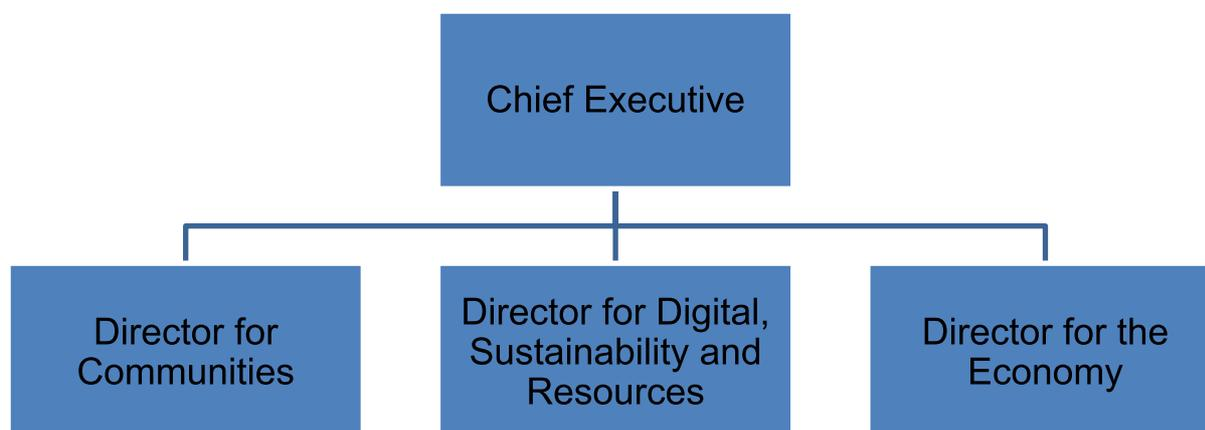 Chief Executive
Director for
Communities
Director for Digital,
Sustainability and
Resources
Director for the
Economy